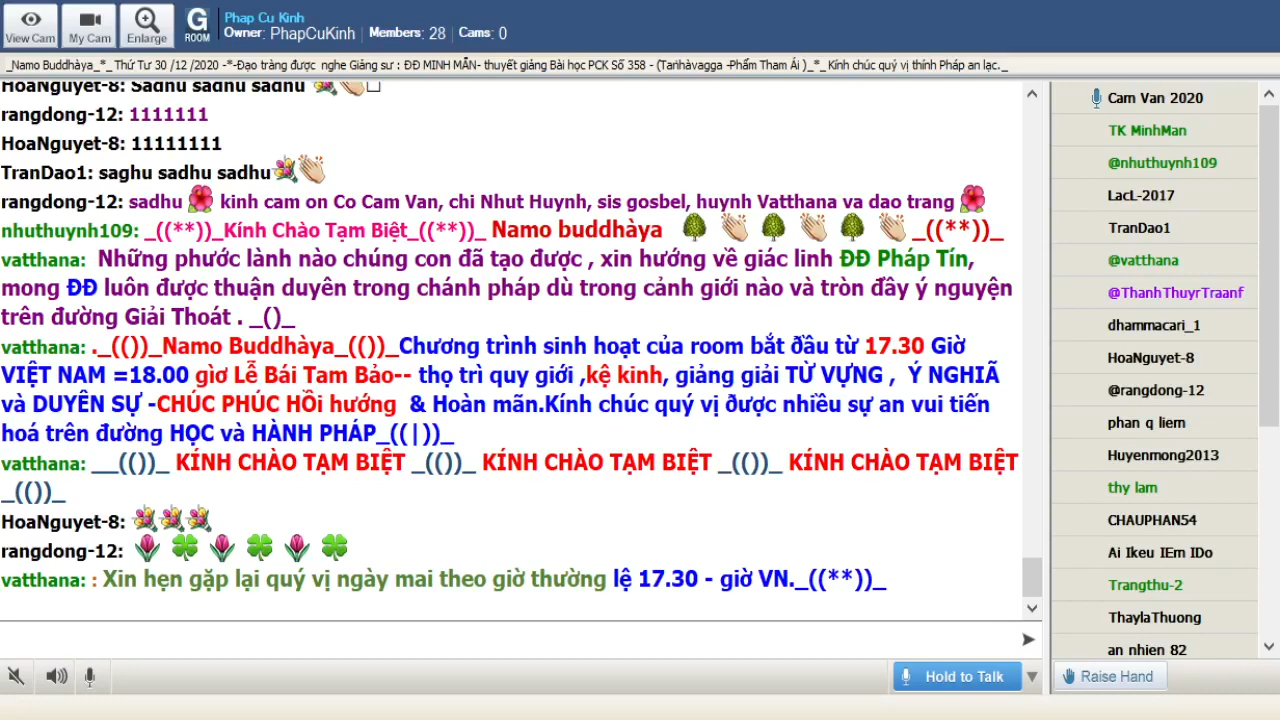 View Cam
My Cam
Enlarge
G
ROOM
Phap Cu Kinh
Owner: PhapCuKinh | Members: 28 | Cams: 0
_Namo Buddhàya_*_ Thứ Tư 30 /12 /2020 -*-Đạo tràng được nghe Giảng sư : ĐĐ MINH MẪN- thuyết giảng Bài học PCK Số 358 - (Taṅhàvagga -Phẩm Tham Ái )_*_ Kính chúc quý vị thính Pháp an lạc._
HoaNguyet-8: Sadhu sadhu sadhu
rangdong-12: 1111111
HoaNguyet-8: 11111111
TranDao1: saghu sadhu sadhu
rangdong-12: sadhu kinh cam on Co Cam Van, chi Nhut Huynh, sis gosbel, huynh Vatthana va dao trang
nhuthuynh109: _((**))_Kính Chào Tạm Biệt_((**))_ Namo buddhàya _((**))_
vatthana: Những phước lành nào chúng con đã tạo được , xin hướng về giác linh ĐĐ Pháp Tín,
mong ĐĐ luôn được thuận duyên trong chánh pháp dù trong cảnh giới nào và tròn đầy ý nguyện
trên đường Giải Thoát . _()_
vatthana: ._(())_Namo Buddhàya_(())_Chương trình sinh hoạt của room bắt đầu từ 17.30 Giờ
VIỆT NAM =18.00 giờ Lễ Bái Tam Bảo-- thọ trì quy giới ,kệ kinh, giảng giải TỪ VỰNG , Ý NGHIÃ
và DUYÊN SỰ -CHÚC PHÚC HỒi hướng & Hoàn mãn.Kính chúc quý vị được nhiều sự an vui tiến
hoá trên đường HỌC và HÀNH PHÁP_((|))_
vatthana: __(())_ KÍNH CHÀO TẠM BIỆT _(())_ KÍNH CHÀO TẠM BIỆT _(())_ KÍNH CHÀO TẠM BIỆT
_(())_
HoaNguyet-8:
rangdong-12:
vatthana: : Xin hẹn gặp lại quý vị ngày mai theo giờ thường lệ 17.30 - giờ VN._((**))_
Cam Van 2020
TK MinhMan
@nhuthuynh109
LacL-2017
TranDao1
@vatthana
@ThanhThuyrTraanf
dhammacari_1
HoaNguyet-8
@rangdong-12
phan q liem
Huyenmong2013
thy lam
CHAUPHAN54
Ai Ikeu IEm IDo
Trangthu-2
ThaylaThuong
an nhien 82
Hold to Talk
Raise Hand